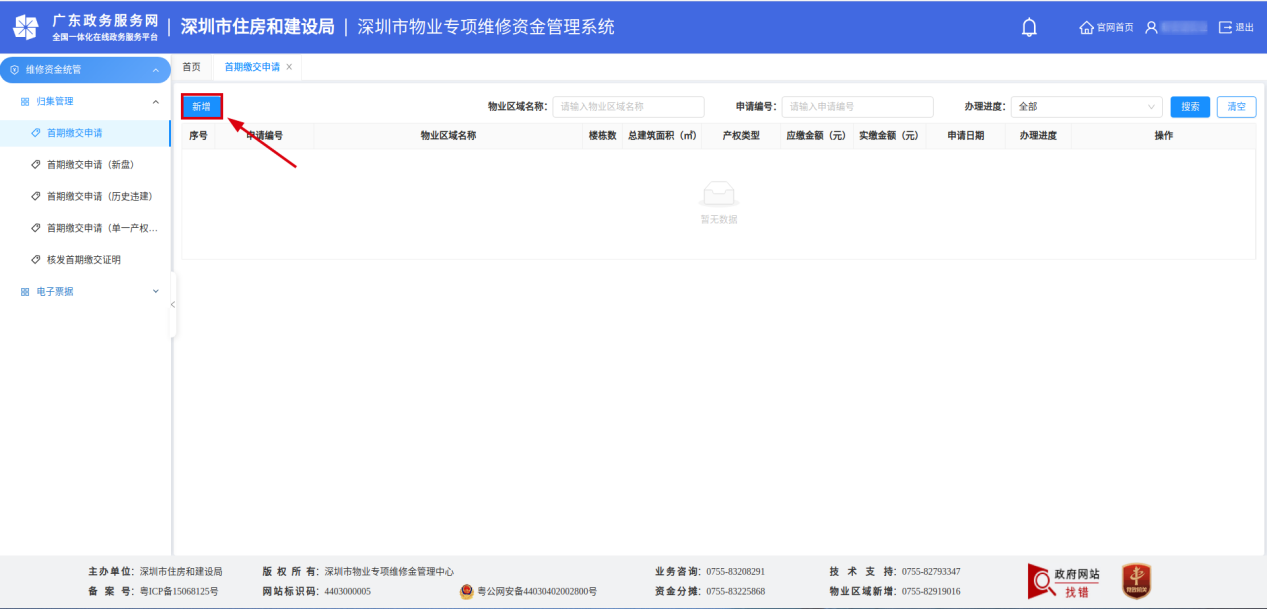 广东政务服务网
全国一体化在线政务服务平台
深圳市住房和建设局 | 深圳市物业专项维修资金管理系统
官网首页 退出
维修资金统管
首页 首期缴交申请 ×
归集管理
首期缴交申请
首期缴交申请（新盘）
首期缴交申请（历史违建）
首期缴交申请（单一产权...
核发首期缴交证明
电子票据
新增 物业区域名称： 请输入物业区域名称 申请编号： 请输入申请编号 办理进度： 全部 搜索 清空
序号 申请编号 物业区域名称 楼栋数 总建筑面积（㎡） 产权类型 应缴金额（元） 实缴金额（元） 申请日期 办理进度 操作
暂无数据
主办单位：深圳市住房和建设局 版权所有：深圳市物业专项维修金管理中心 业务咨询：0755-83208291 技术支持：0755-82793347
备案号：粤ICP备15068125号 网站标识码：4403000005 粤公网安备44030402002800号 资金分摊：0755-83225868 物业区域新增：0755-82919016
政府网站
找错